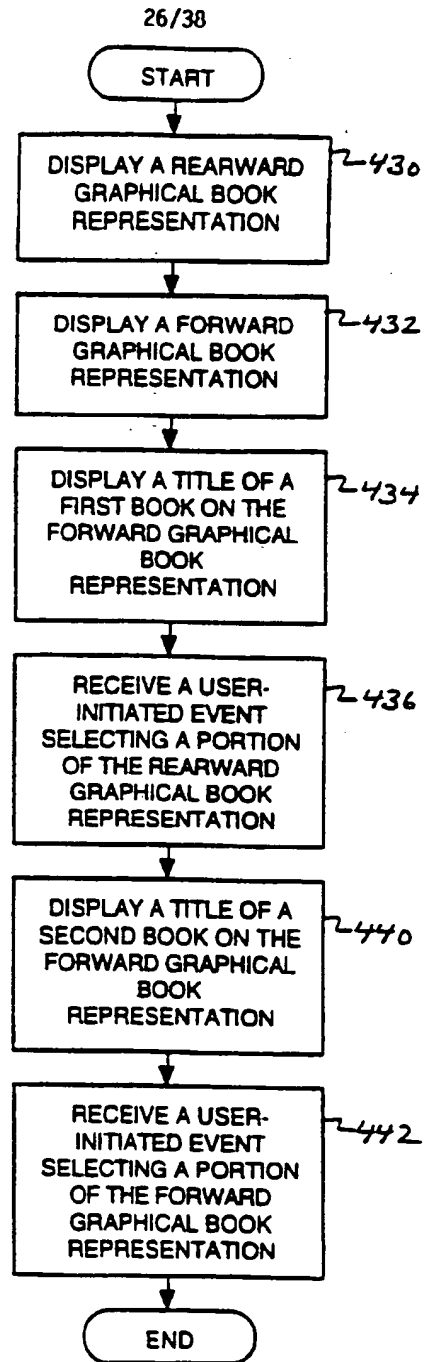 26/38
START
DISPLAY A REARWARD
GRAPHICAL BOOK
REPRESENTATION
430
DISPLAY A FORWARD
GRAPHICAL BOOK
REPRESENTATION
432
DISPLAY A TITLE OF A
FIRST BOOK ON THE
FORWARD GRAPHICAL
BOOK
REPRESENTATION
434
RECEIVE A USER-
INITIATED EVENT
SELECTING A PORTION
OF THE REARWARD
GRAPHICAL BOOK
REPRESENTATION
436
DISPLAY A TITLE OF A
SECOND BOOK ON THE
FORWARD GRAPHICAL
BOOK
REPRESENTATION
440
RECEIVE A USER-
INITIATED EVENT
SELECTING A PORTION
OF THE FORWARD
GRAPHICAL BOOK
REPRESENTATION
442
END